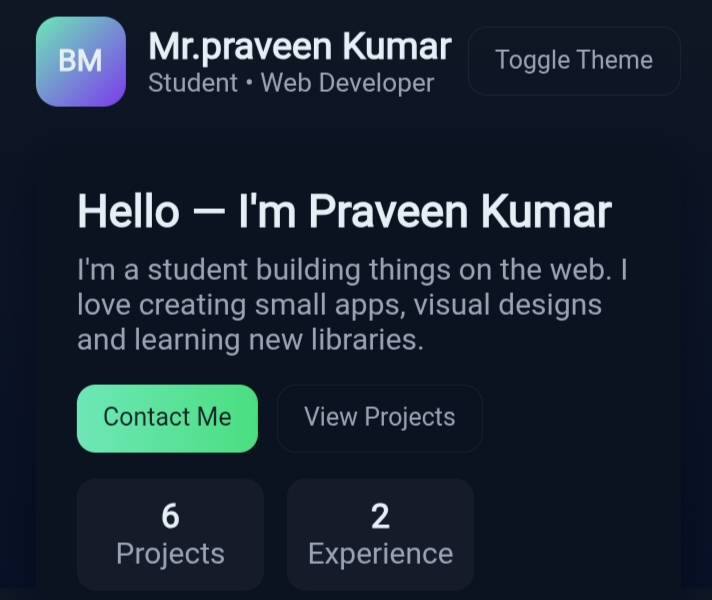 BM
Mr.praveen Kumar
Student • Web Developer
Toggle Theme
Hello — I'm Praveen Kumar
I'm a student building things on the web. I
love creating small apps, visual designs
and learning new libraries.
Contact Me
View Projects
6
Projects
2
Experience